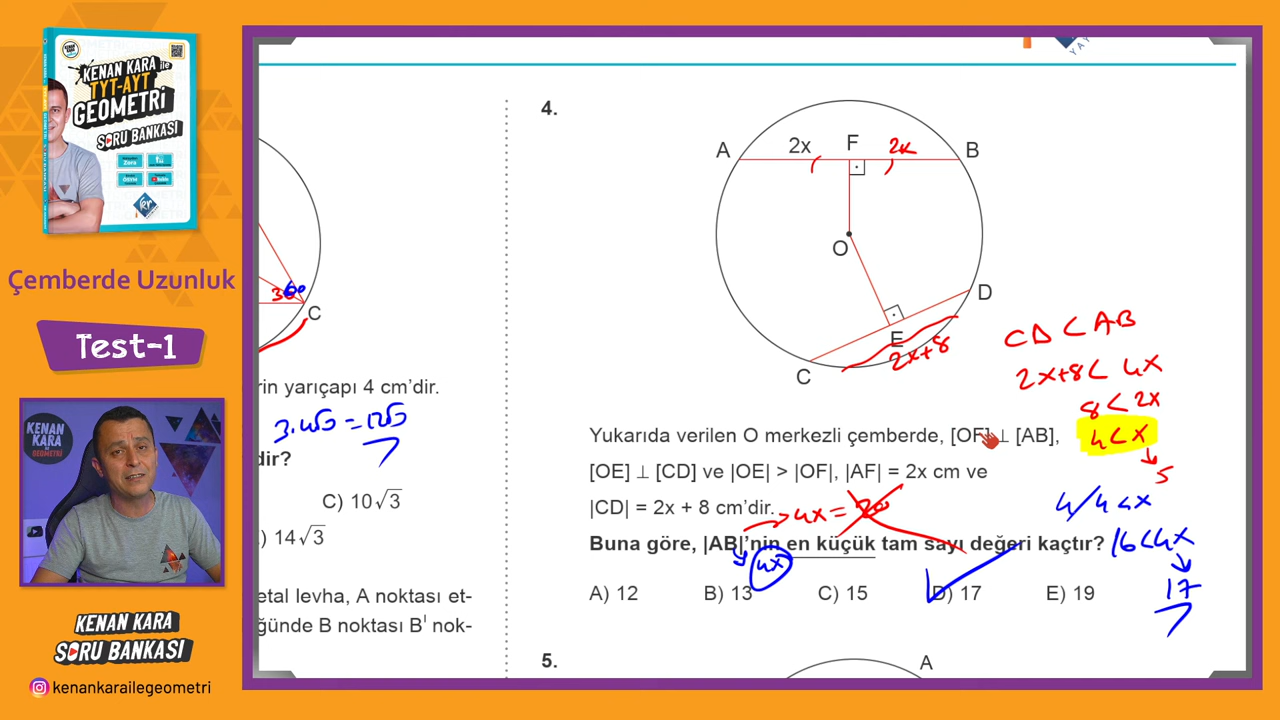 KENAN KARA ile
TYT-AYT
GEOMETRİ
SORU BANKASI
Çemberde Uzunluk
Test-1
KENAN
KARA
ile
GEOMETRİ
KENAN KARA
SORU BANKASI
kenankarailegeometri
60
C
rin yarıçapı 4 cm'dir.
3.4√3 = 12√3
dir?
C) 10√3
) 14√3
etal levha, A noktası et-
ğünde B noktası Bı nok-
YAY
4.
A
2x
F
2x
B
O
D
E
2x+8
C
CD < AB
2x+8 < 4x
8 < 2x
4 < x
5
Yukarıda verilen O merkezli çemberde, [OF] ⊥ [AB],
[OE] ⊥ [CD] ve |OE| > |OF|, |AF| = 2x cm ve
|CD| = 2x + 8 cm'dir.
4x = 20
4/4 < x
Buna göre, |AB|'nin en küçük tam sayı değeri kaçtır?
16 < 4x
4x
17
A) 12 B) 13 C) 15 D) 17 E) 19
5.
A